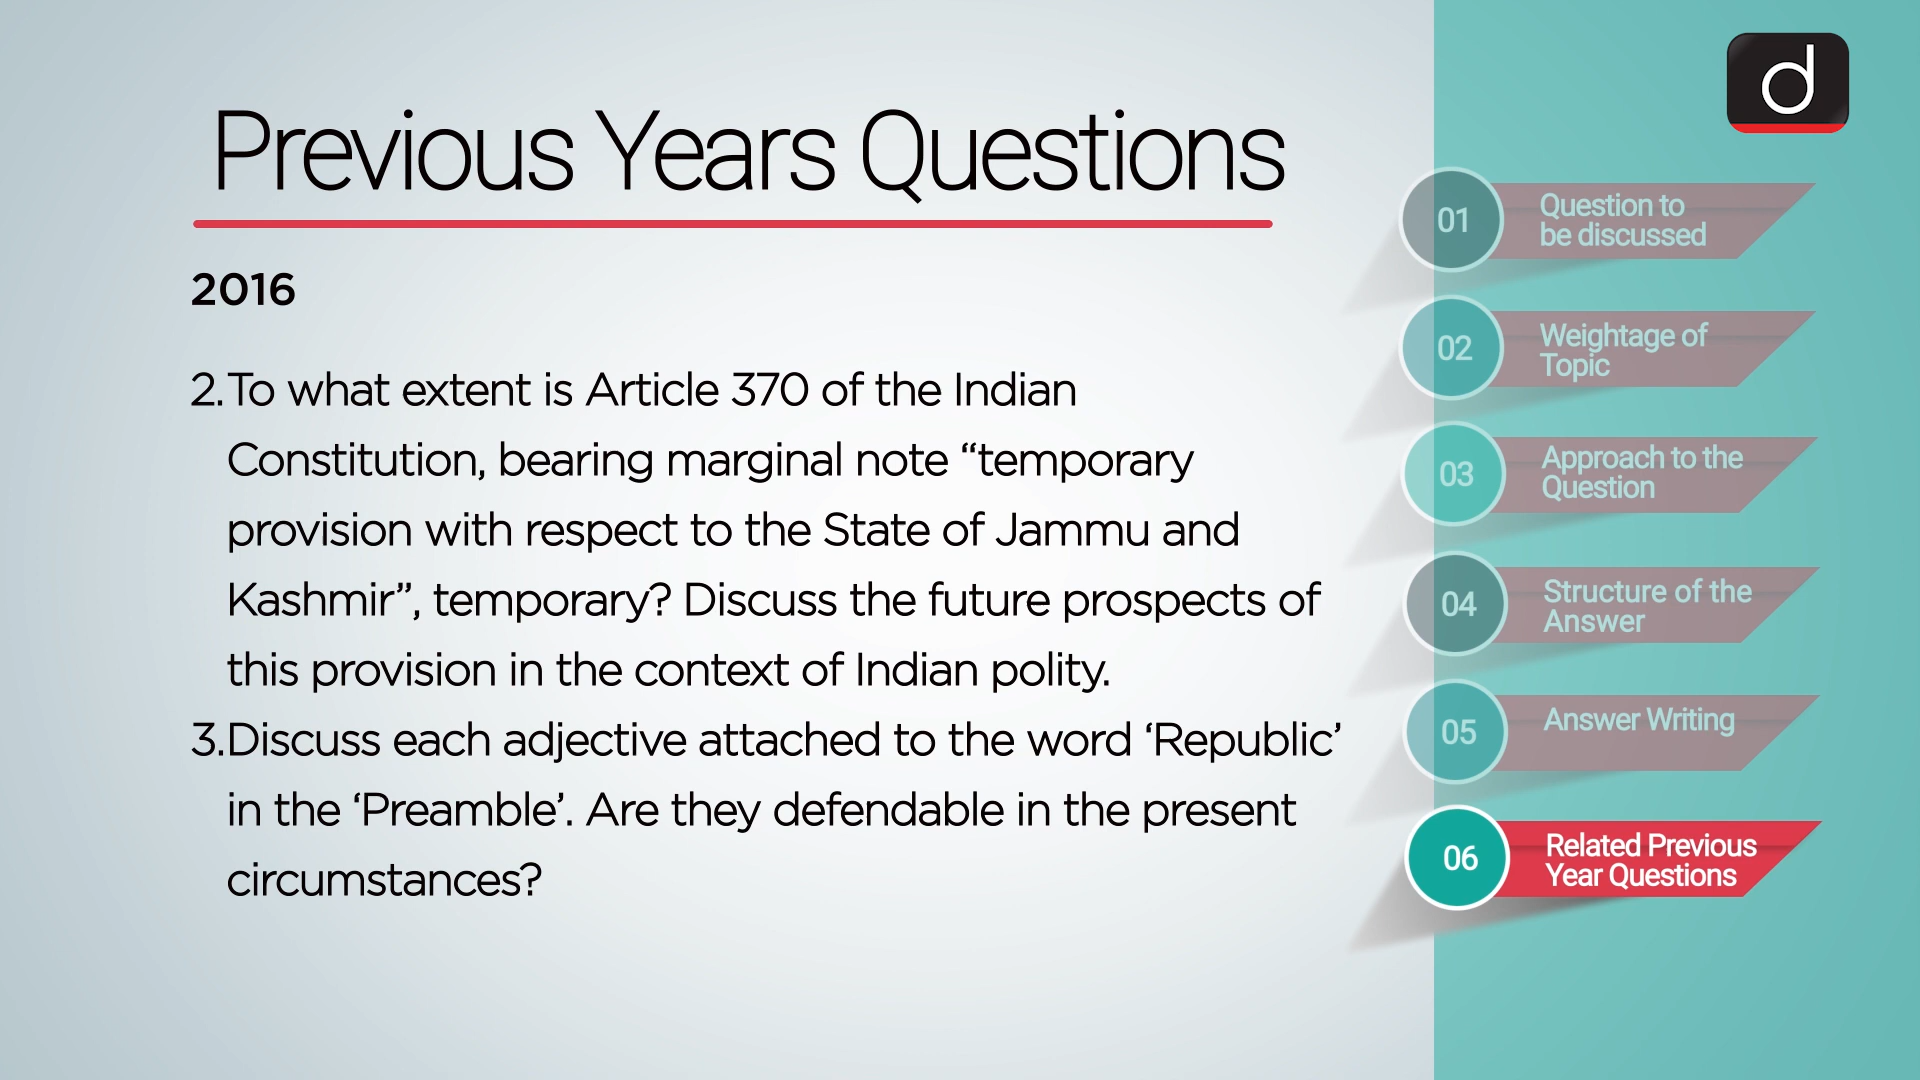 Previous Years Questions
2016
2. To what extent is Article 370 of the Indian
Constitution, bearing marginal note “temporary
provision with respect to the State of Jammu and
Kashmir”, temporary? Discuss the future prospects of
this provision in the context of Indian polity.
3. Discuss each adjective attached to the word ‘Republic’
in the ‘Preamble’. Are they defendable in the present
circumstances?
d
01 Question to
be discussed
02 Weightage of
Topic
03 Approach to the
Question
04 Structure of the
Answer
05 Answer Writing
06 Related Previous
Year Questions